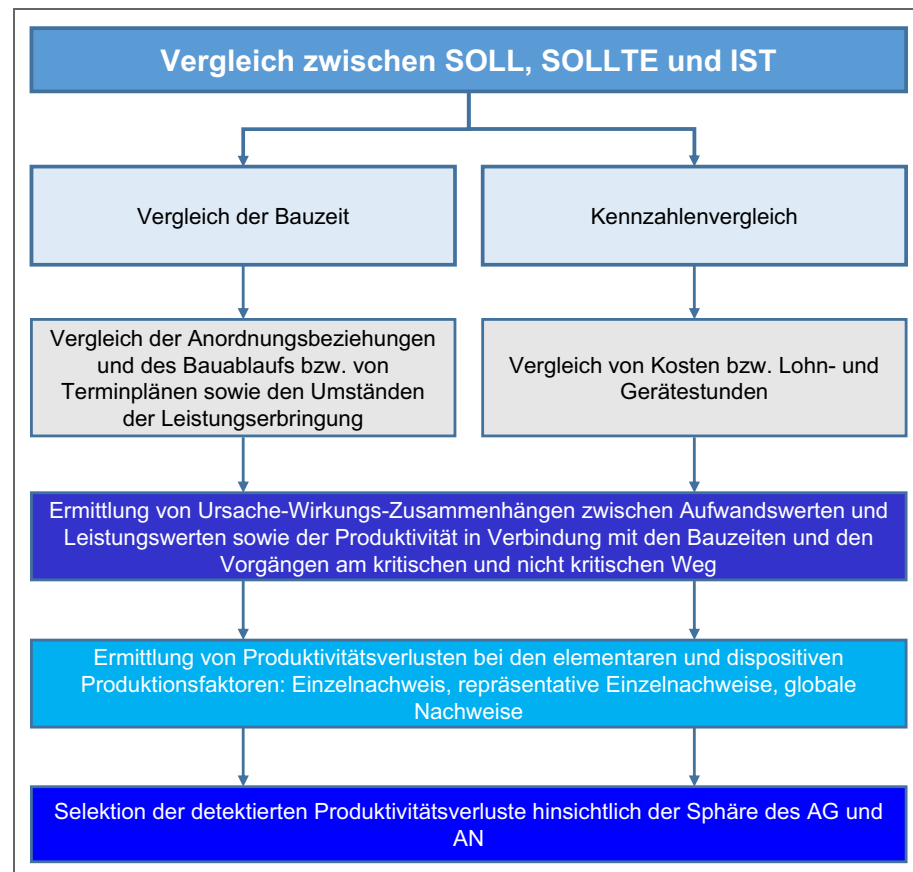 Vergleich zwischen SOLL, SOLLTE und IST
Vergleich der Bauzeit
Kennzahlenvergleich
Vergleich der Anordnungsbeziehungen
und des Bauablaufs bzw. von
Terminplänen sowie den Umständen
der Leistungserbringung
Vergleich von Kosten bzw. Lohn- und
Gerätestunden
Ermittlung von Ursache-Wirkungs-Zusammenhängen zwischen Aufwandswerten und
Leistungswerten sowie der Produktivität in Verbindung mit den Bauzeiten und den
Vorgängen am kritischen und nicht kritischen Weg
Ermittlung von Produktivitätsverlusten bei den elementaren und dispositiven
Produktionsfaktoren: Einzelnachweis, repräsentative Einzelnachweise, globale
Nachweise
Selektion der detektierten Produktivitätsverluste hinsichtlich der Sphäre des AG und
AN